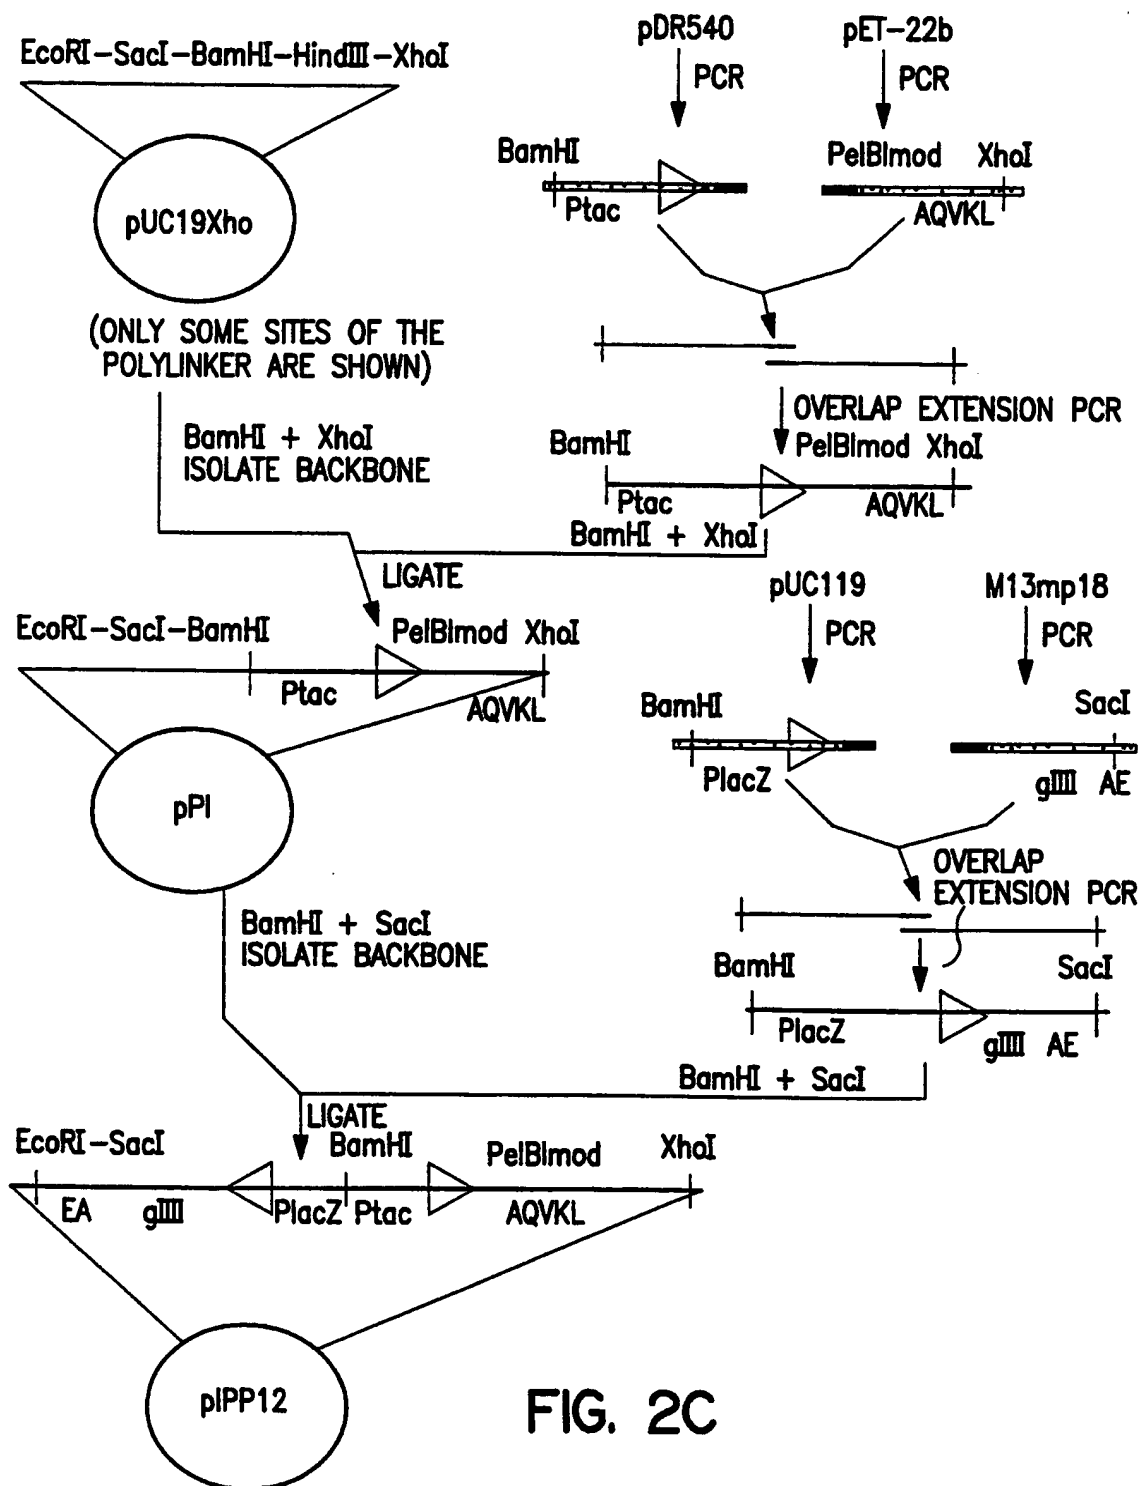 EcoRI-SacI-BamHI-HindIII-XhoI
pUC19Xho
(ONLY SOME SITES OF THE
POLYLINKER ARE SHOWN)
pDR540
PCR
pET-22b
PCR
BamHI
Ptac
PelBlmod XhoI
AQVKL
OVERLAP EXTENSION PCR
BamHI
PelBlmod XhoI
Ptac
AQVKL
BamHI + XhoI
ISOLATE BACKBONE
BamHI + XhoI
LIGATE
EcoRI-SacI-BamHI
PelBlmod XhoI
Ptac
AQVKL
pPI
pUC119
PCR
M13mp18
PCR
BamHI
PlacZ
SacI
gIIII AE
OVERLAP
EXTENSION PCR
BamHI
SacI
PlacZ
gIIII AE
BamHI + SacI
ISOLATE BACKBONE
BamHI + SacI
LIGATE
EcoRI-SacI
BamHI
PelBlmod
XhoI
EA
gIIII
PlacZ
Ptac
AQVKL
pIPP12
FIG. 2C